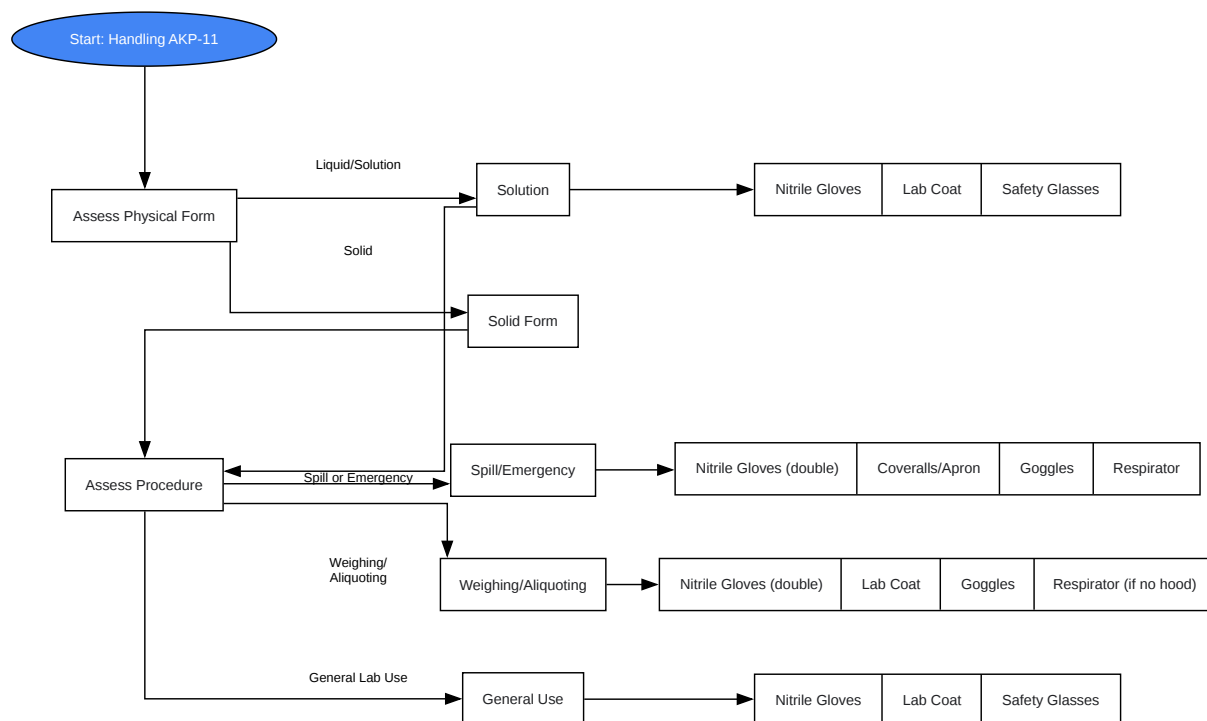 Start: Handling AKP-11
Liquid/Solution
Solution
Nitrile Gloves
Lab Coat
Safety Glasses
Assess Physical Form
Solid
Solid Form
Assess Procedure
Spill or Emergency
Spill/Emergency
Nitrile Gloves (double)
Coveralls/Apron
Goggles
Respirator
Weighing/
Aliquoting
Weighing/Aliquoting
Nitrile Gloves (double)
Lab Coat
Goggles
Respirator (if no hood)
General Lab Use
General Use
Nitrile Gloves
Lab Coat
Safety Glasses